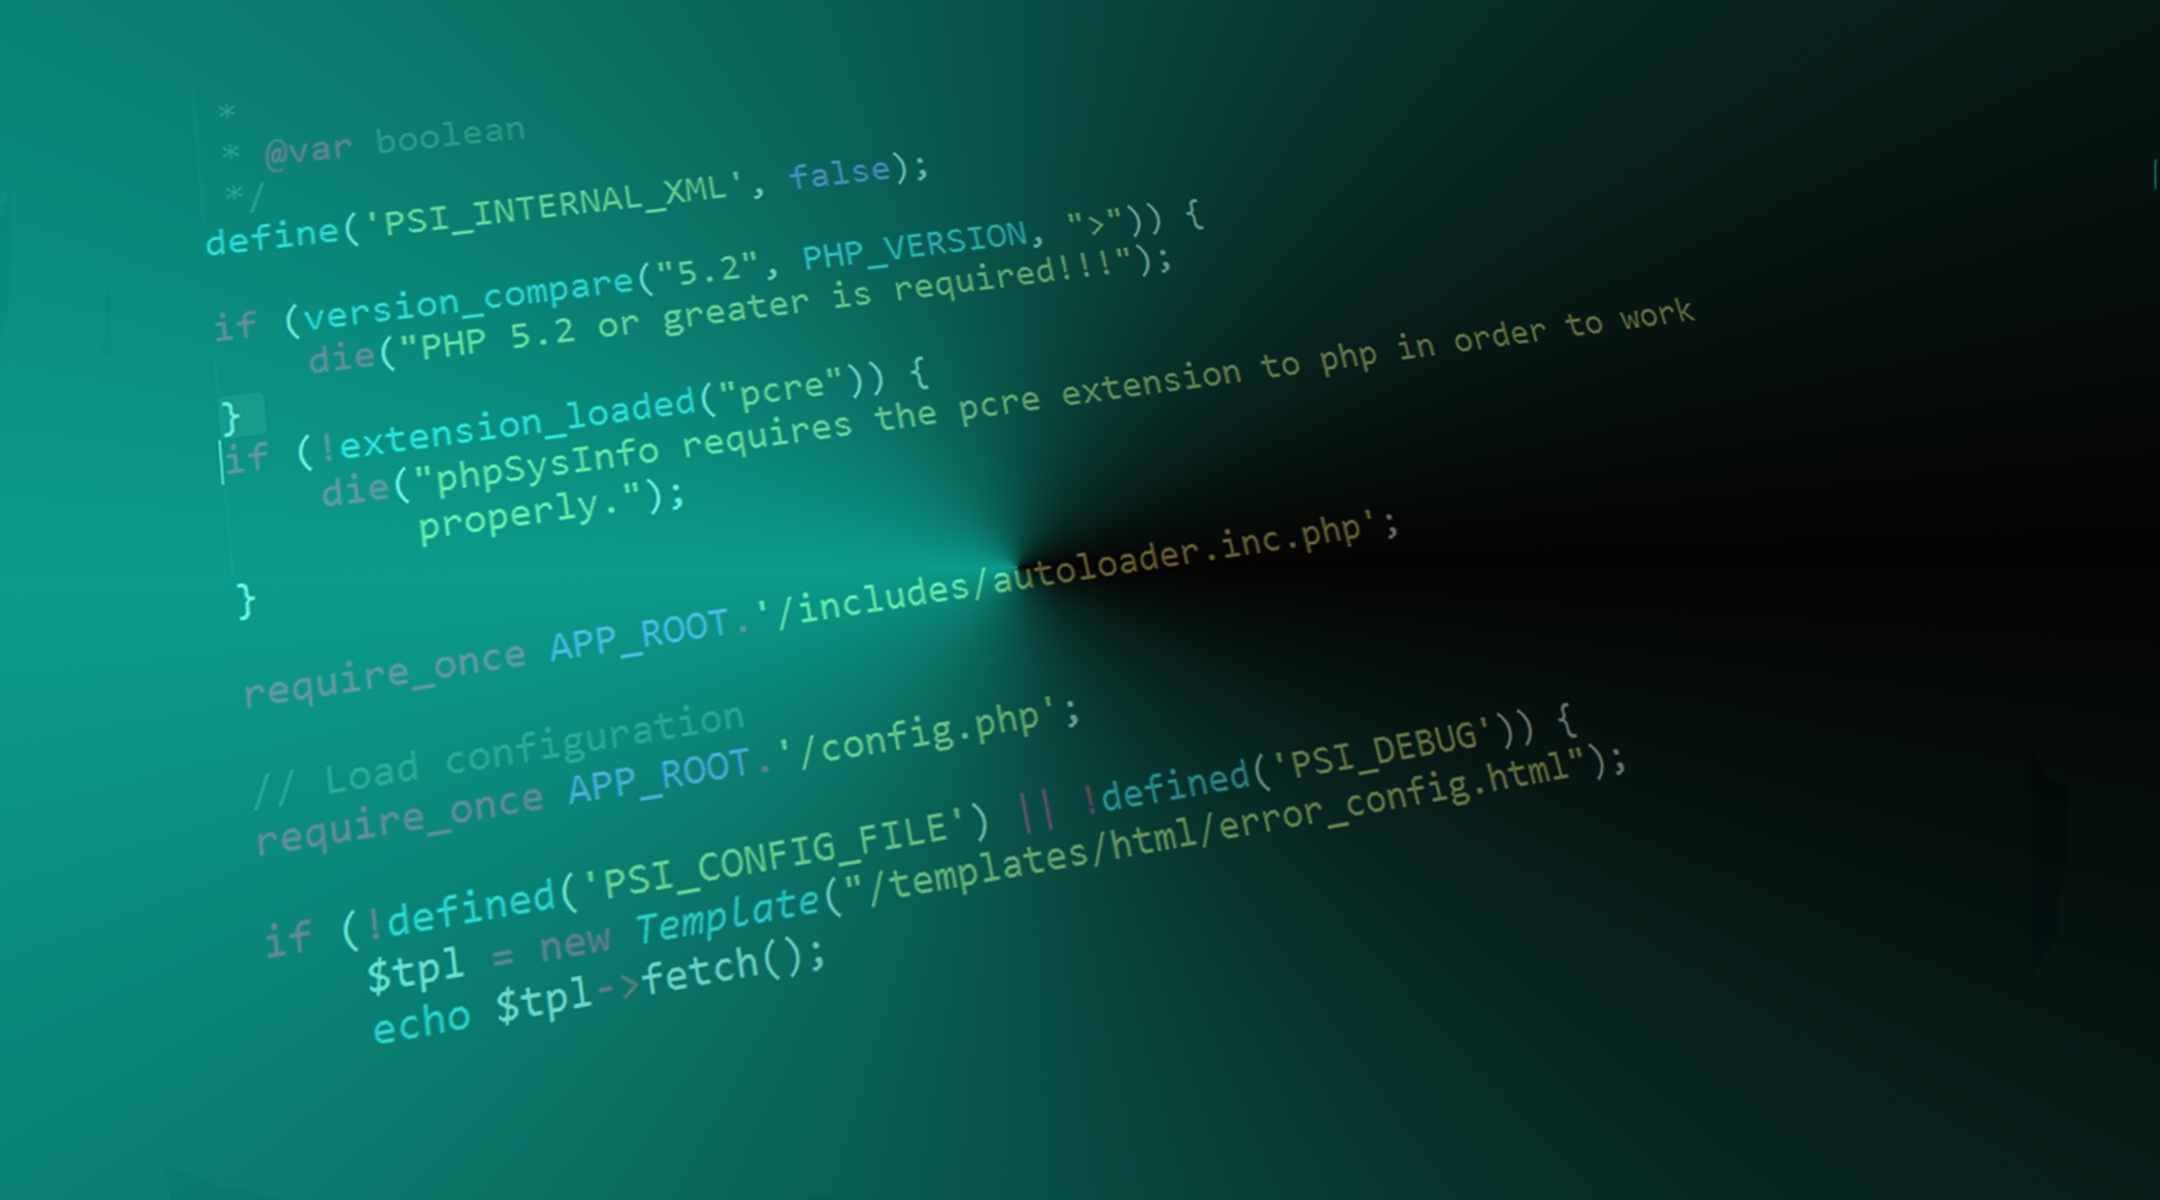 *
* @var boolean
*/
define('PSI_INTERNAL_XML', false);
if (version_compare("5.2", PHP_VERSION, ">")) {
die("PHP 5.2 or greater is required!!!");
}
if (!extension_loaded("pcre")) {
die("phpSysInfo requires the pcre extension to php in order to work
properly.");
}
require_once APP_ROOT.'/includes/autoloader.inc.php';
// Load configuration
require_once APP_ROOT.'/config.php';
if (!defined('PSI_CONFIG_FILE') || !defined('PSI_DEBUG')) {
$tpl = new Template("/templates/html/error_config.html");
echo $tpl->fetch();